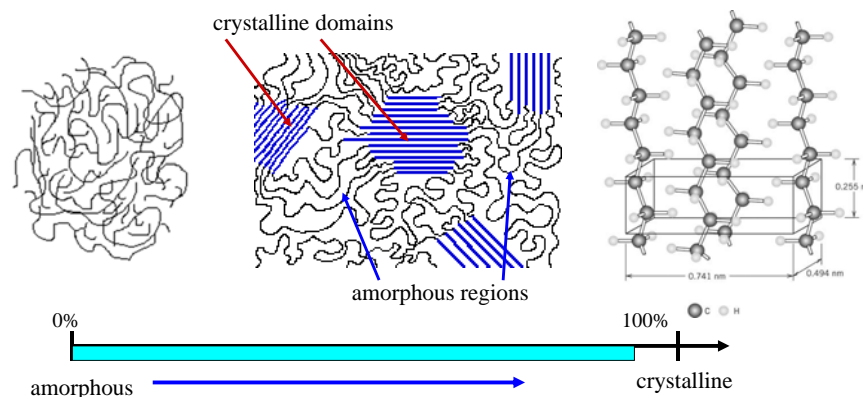 crystalline domains
0.255 n
0.741 nm
0.494 nm
amorphous regions
C H
0% 100%
amorphous crystalline